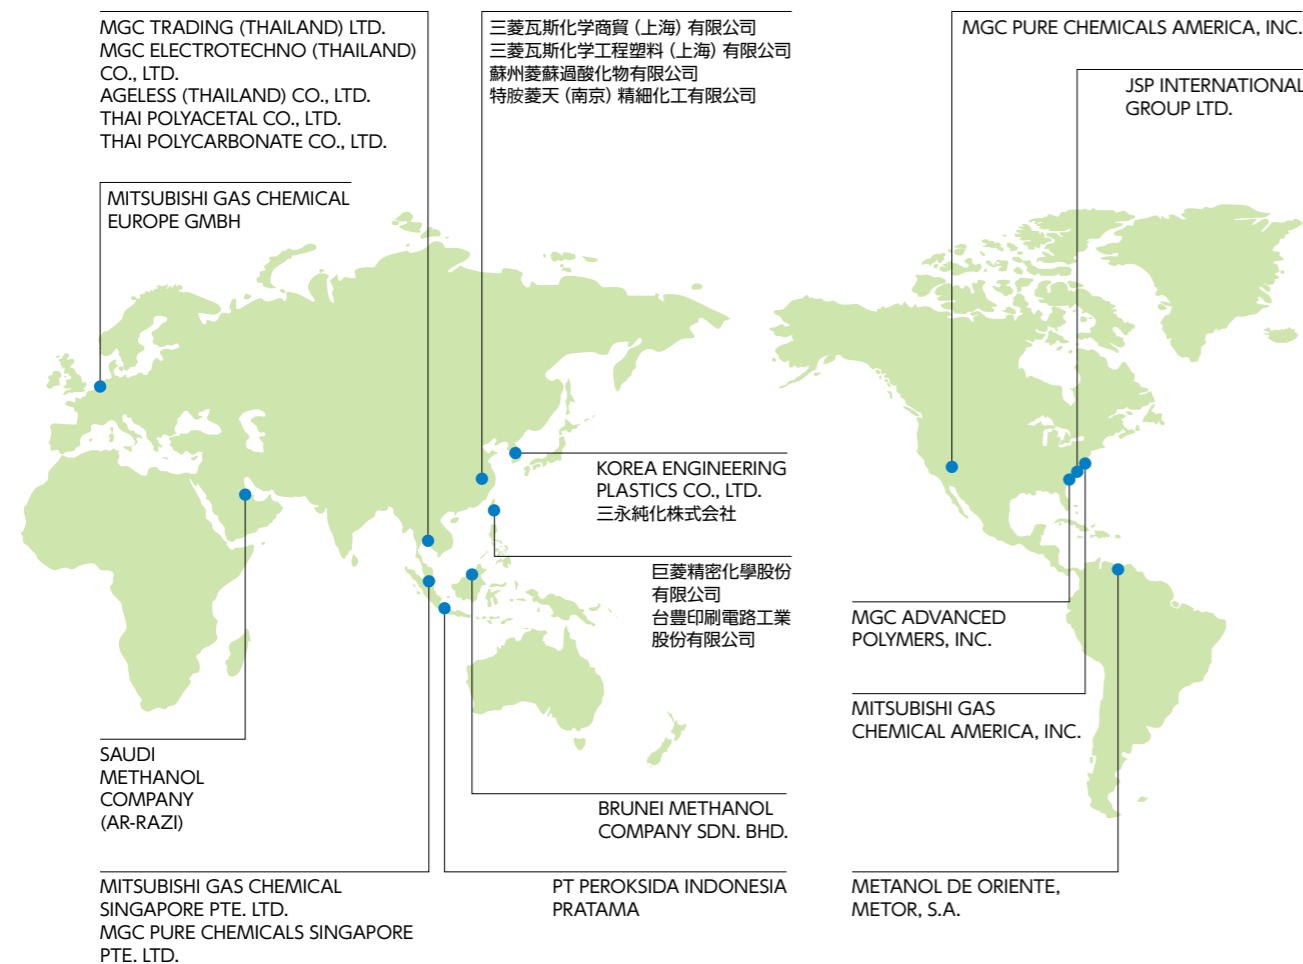 MGC TRADING (THAILAND) LTD.
MGC ELECTROTECHNO (THAILAND)
CO., LTD.
AGELESS (THAILAND) CO., LTD.
THAI POLYACETAL CO., LTD.
THAI POLYCARBONATE CO., LTD.
三菱瓦斯化学商貿 (上海) 有限公司
三菱瓦斯化学工程塑料 (上海) 有限公司
蘇州菱蘇過酸化物有限公司
特胺菱天 (南京) 精細化工有限公司
MGC PURE CHEMICALS AMERICA, INC.
JSP INTERNATIONAL
GROUP LTD.
MITSUBISHI GAS CHEMICAL
EUROPE GMBH
KOREA ENGINEERING
PLASTICS CO., LTD.
三永純化株式会社
巨菱精密化學股份
有限公司
台豊印刷電路工業
股份有限公司
MGC ADVANCED
POLYMERS, INC.
MITSUBISHI GAS
CHEMICAL AMERICA, INC.
SAUDI
METHANOL
COMPANY
(AR-RAZI)
BRUNEI METHANOL
COMPANY SDN. BHD.
MITSUBISHI GAS CHEMICAL
SINGAPORE PTE. LTD.
MGC PURE CHEMICALS SINGAPORE
PTE. LTD.
PT PEROKSIDA INDONESIA
PRATAMA
METANOL DE ORIENTE,
METOR, S.A.